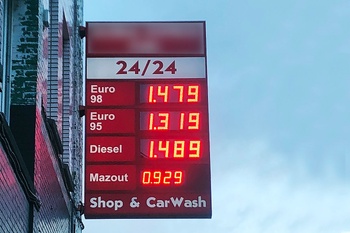 24/24
Euro 98 1.479
Euro 95 1.319
Diesel 1.489
Mazout 0.929
Shop & CarWash